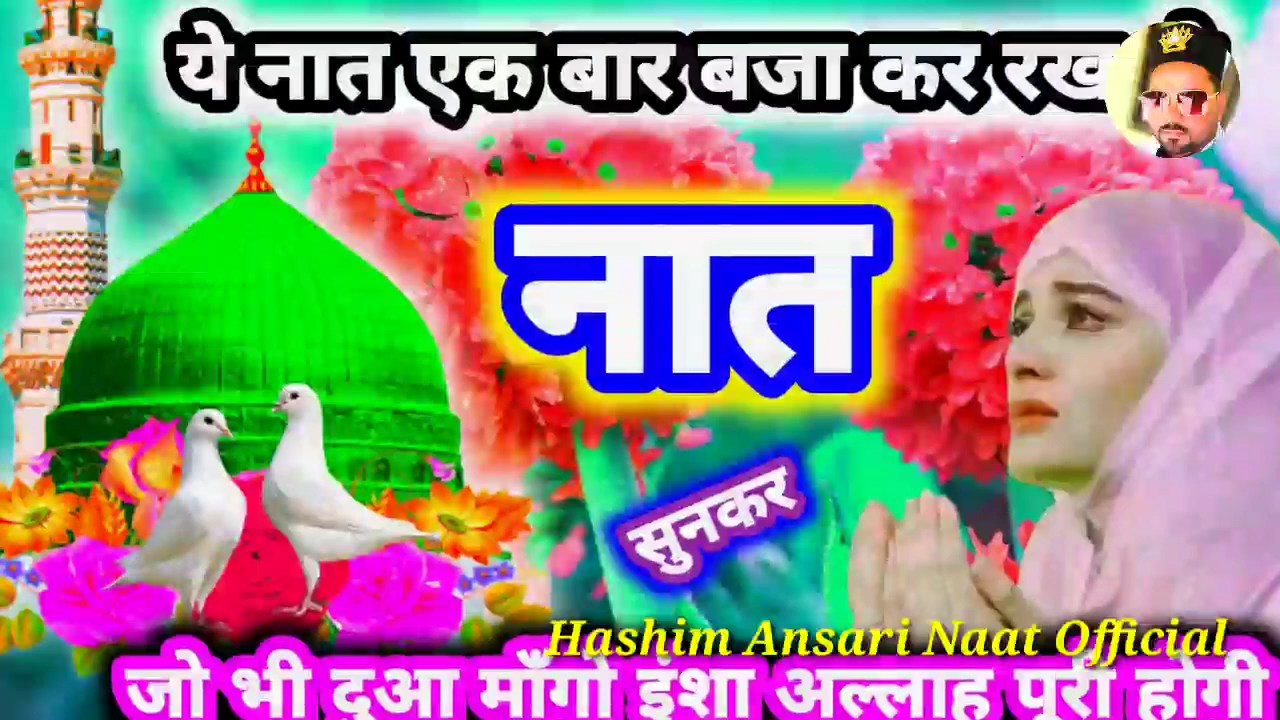 ये नात एक बार बजा कर रख
नात
सुनकर
Hashim Ansari Naat Official
जो भी दुआ माँगो इंशा अल्लाह पूरी होगी